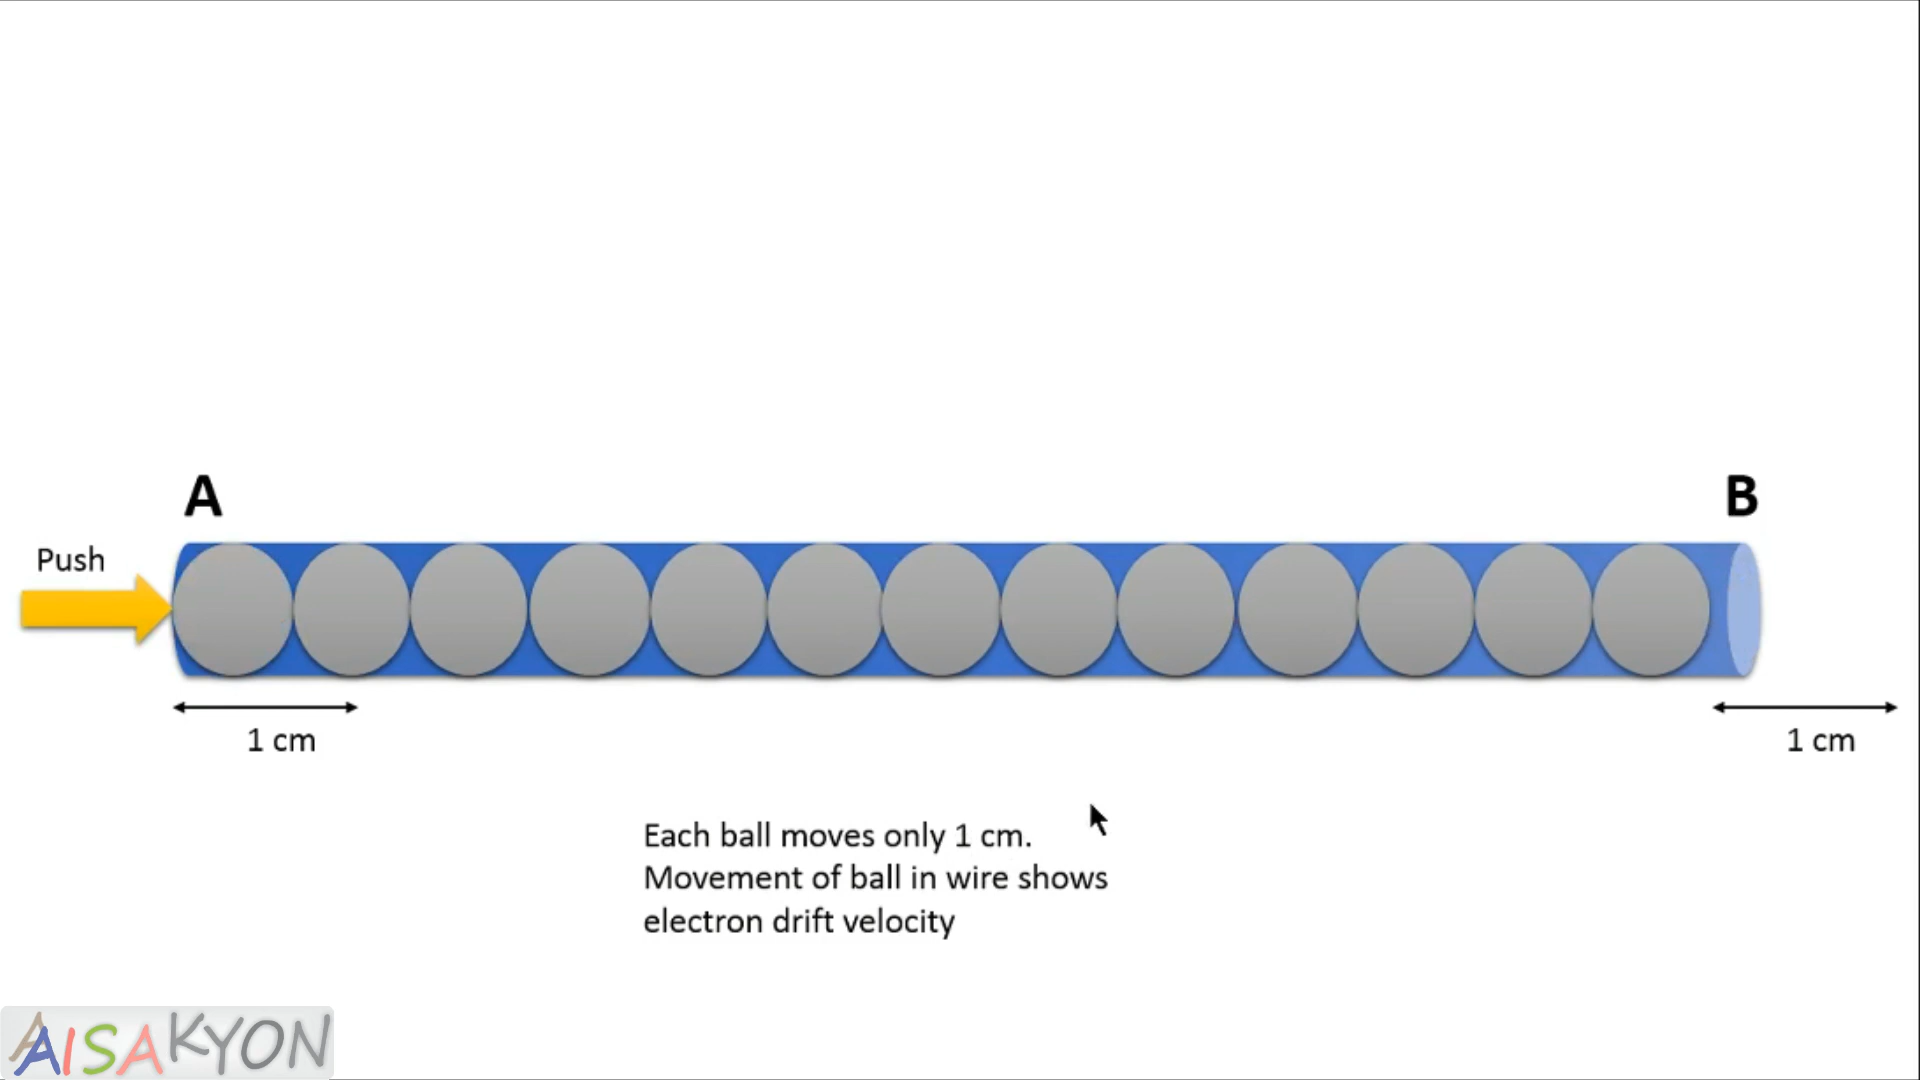 A
B
Push
1 cm
1 cm
Each ball moves only 1 cm.
Movement of ball in wire shows
electron drift velocity
AISAKYON